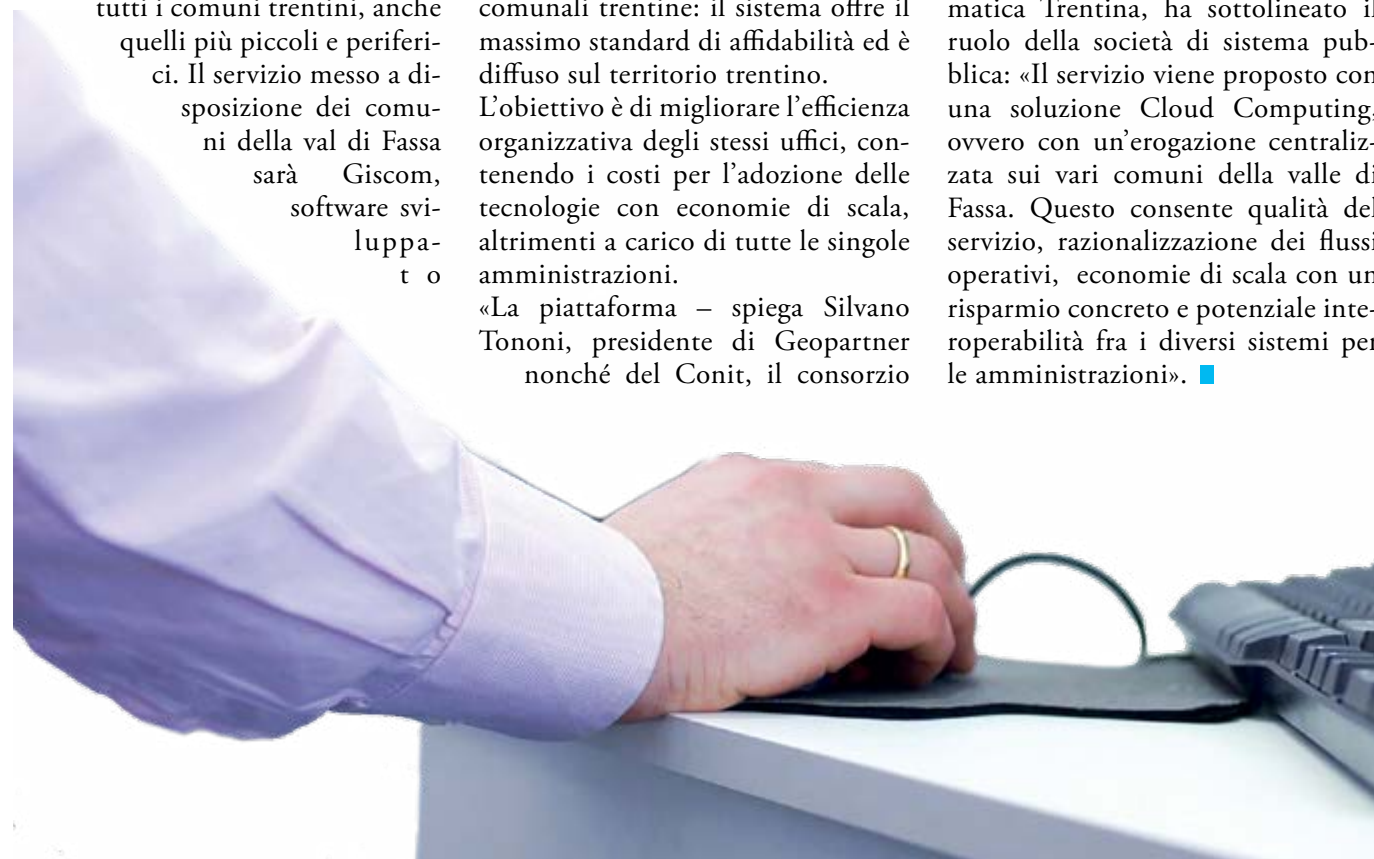 tutti i comuni trentini, anche
quelli più piccoli e periferi-
ci. Il servizio messo a di-
sposizione dei comu-
ni della val di Fassa
sarà Giscom,
software svi-
luppa-
t o
comunali trentine: il sistema offre il
massimo standard di affidabilità ed è
diffuso sul territorio trentino.
L'obiettivo è di migliorare l'efficienza
organizzativa degli stessi uffici, con-
tenendo i costi per l'adozione delle
tecnologie con economie di scala,
altrimenti a carico di tutte le singole
amministrazioni.
«La piattaforma – spiega Silvano
Tononi, presidente di Geopartner
nonché del Conit, il consorzio
matica Trentina, ha sottolineato il
ruolo della società di sistema pub-
blica: «Il servizio viene proposto con
una soluzione Cloud Computing,
ovvero con un'erogazione centraliz-
zata sui vari comuni della valle di
Fassa. Questo consente qualità del
servizio, razionalizzazione dei flussi
operativi, economie di scala con un
risparmio concreto e potenziale inte-
roperabilità fra i diversi sistemi per
le amministrazioni».